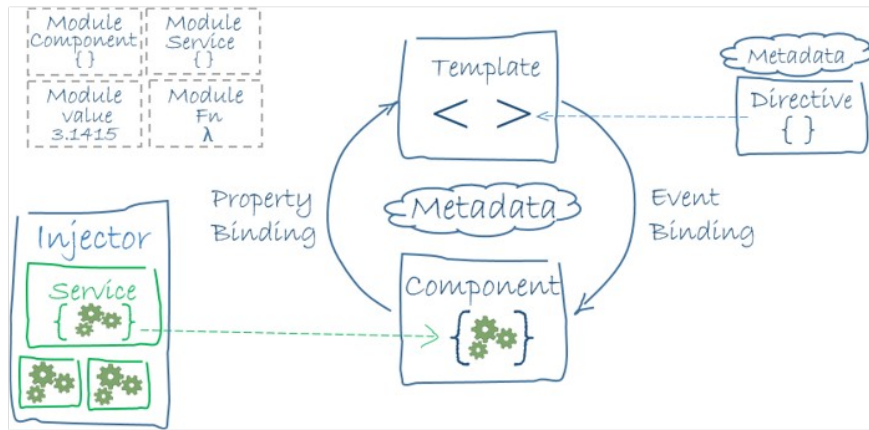 Module
Component
{ }
Module
Service
{ }
Module
value
3.1415
Module
Fn
λ
Template
< >
Metadata
Directive
{ }
Property
Binding
Metadata
Event
Binding
Injector
Service
{ }
Component
{ }